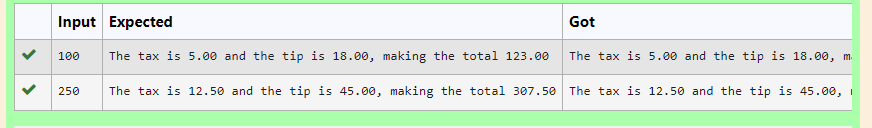 Input Expected Got
100 The tax is 5.00 and the tip is 18.00, making the total 123.00 The tax is 5.00 and the tip is 18.00,
250 The tax is 12.50 and the tip is 45.00, making the total 307.50 The tax is 12.50 and the tip is 45.00,